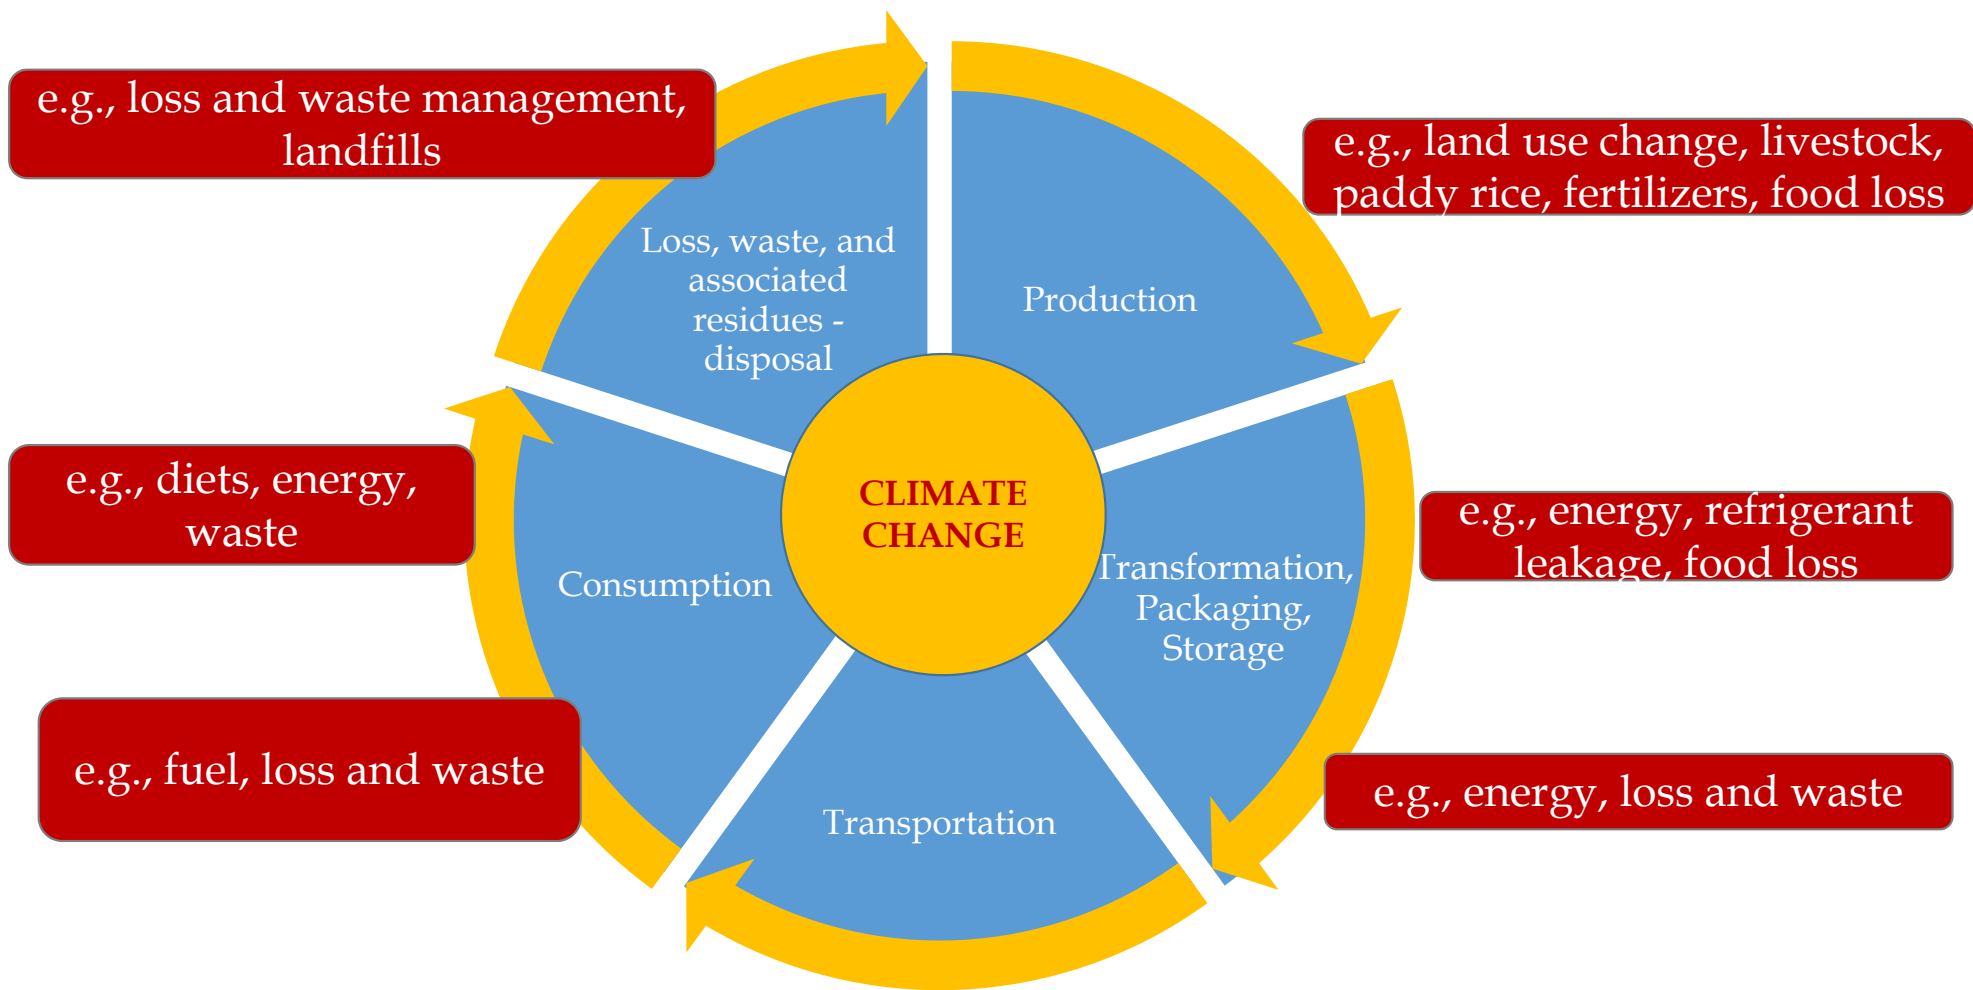 e.g., loss and waste management,
landfills
e.g., land use change, livestock,
paddy rice, fertilizers, food loss
Loss, waste, and
associated
residues -
disposal
Production
e.g., diets, energy,
waste
CLIMATE
CHANGE
e.g., energy, refrigerant
leakage, food loss
Consumption
Transformation,
Packaging,
Storage
e.g., fuel, loss and waste
Transportation
e.g., energy, loss and waste